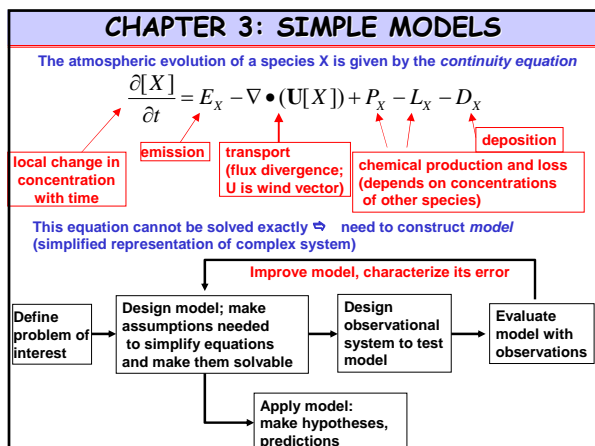 CHAPTER 3: SIMPLE MODELS
The atmospheric evolution of a species X is given by the continuity equation
∂[X]/∂t = E_X − ∇ • (U[X]) + P_X − L_X − D_X
local change in
concentration
with time
emission
transport
(flux divergence;
U is wind vector)
deposition
chemical production and loss
(depends on concentrations
of other species)
This equation cannot be solved exactly ⇨ need to construct model
(simplified representation of complex system)
Improve model, characterize its error
Define
problem of
interest
Design model; make
assumptions needed
to simplify equations
and make them solvable
Design
observational
system to test
model
Evaluate
model with
observations
Apply model:
make hypotheses,
predictions